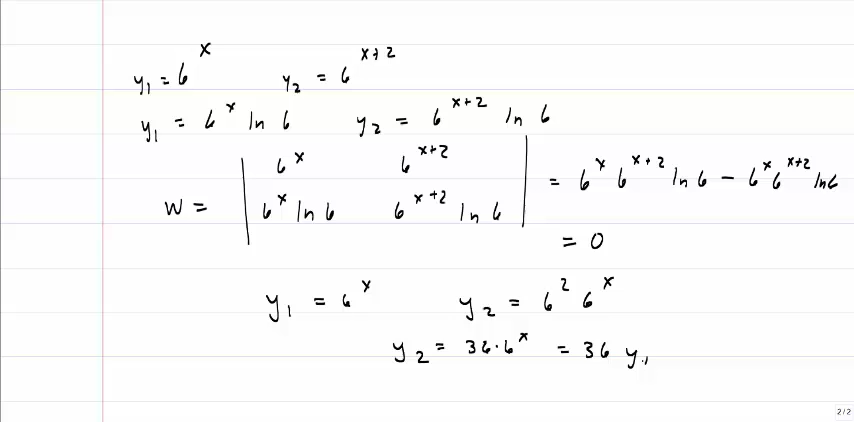 y₁ = 6^x y₂ = 6^(x+2)
y₁ = 6^x ln 6 y₂ = 6^(x+2) ln 6
W = | 6^x 6^(x+2) | = 6^x 6^(x+2) ln 6 - 6^x 6^(x+2) ln 6
| 6^x ln 6 6^(x+2) ln 6 |
= 0
y₁ = 6^x y₂ = 6² 6^x
y₂ = 36 · 6^x = 36 y₁
2/2